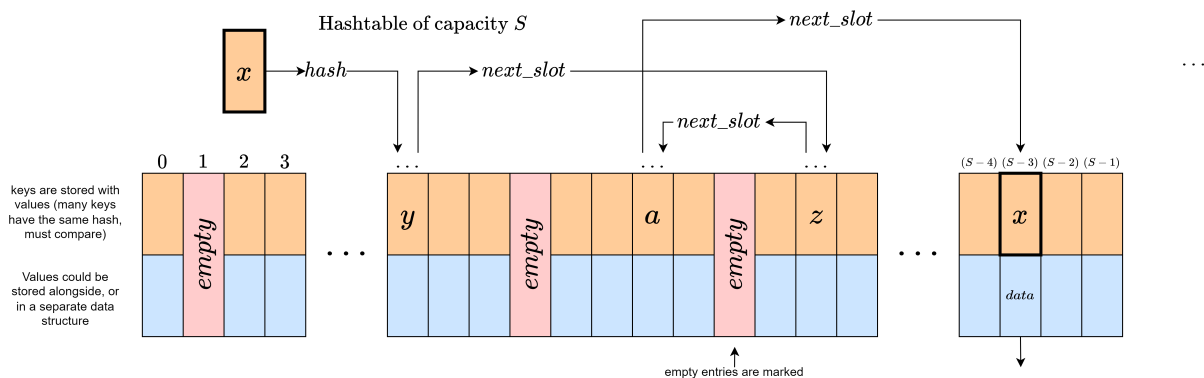 Hashtable of capacity S
next_slot
x
hash
next_slot
...
next_slot
0 1 2 3
... ... ...
(S − 4) (S − 3) (S − 2) (S − 1)
keys are stored with
values (many keys
have the same hash,
must compare)
empty
y
empty
a
empty
z
x
...
...
Values could be
stored alongside, or
in a separate data
structure
data
empty entries are marked